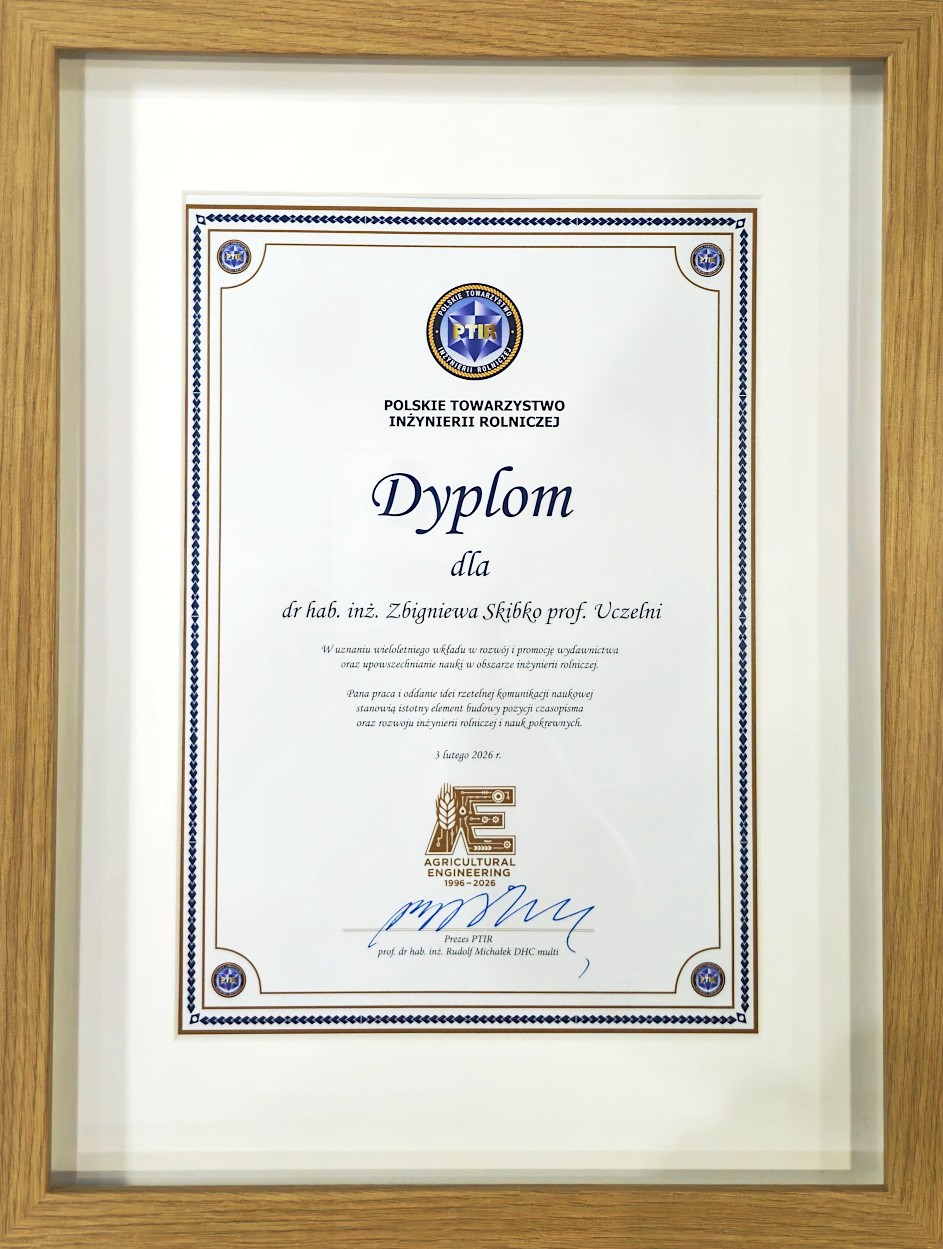 POLSKIE TOWARZYSTWO
PTIR
INŻYNIERII ROLNICZEJ
POLSKIE TOWARZYSTWO
INŻYNIERII ROLNICZEJ
Dyplom
dla
dr hab. inż. Zbigniewa Skibko prof. Uczelni
W uznaniu wieloletniego wkładu w rozwój i promocję wydawnictwa
oraz upowszechnianie nauki w obszarze inżynierii rolniczej.
Pana praca i oddanie idei rzetelnej komunikacji naukowej
stanowią istotny element budowy pozycji czasopisma
oraz rozwoju inżynierii rolniczej i nauk pokrewnych.
3 lutego 2026 r.
AE
AGRICULTURAL
ENGINEERING
1996–2026
Prezes PTIR
prof. dr hab. inż. Rudolf Michałek DHC multi